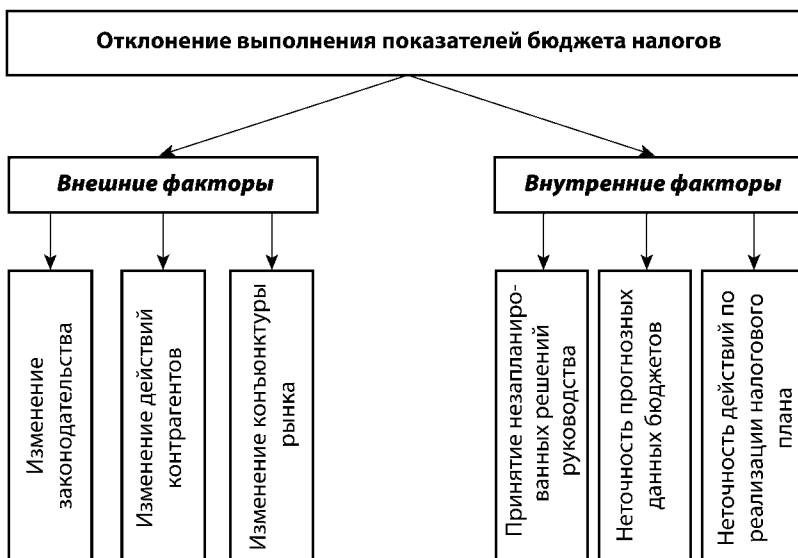 Отклонение выполнения показателей бюджета налогов
Внешние факторы
Внутренние факторы
Изменение
законодательства
Изменение действий
контрагентов
Изменение конъюнктуры
рынка
Принятие незапланиро-
ванных решений
руководства
Неточность прогнозных
данных бюджетов
Неточность действий по
реализации налогового
плана